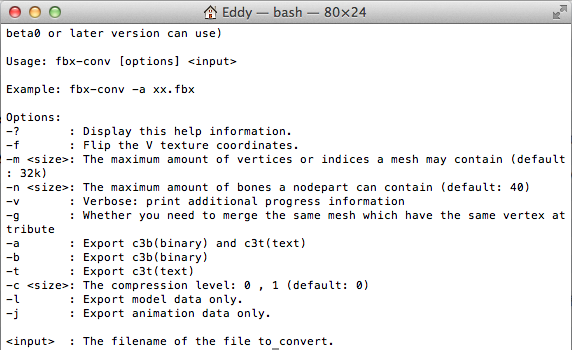 Eddy — bash — 80×24
beta0 or later version can use)
Usage: fbx-conv [options] <input>
Example: fbx-conv -a xx.fbx
Options:
-?       : Display this help information.
-f       : Flip the V texture coordinates.
-m <size>: The maximum amount of vertices or indices a mesh may contain (default
: 32k)
-n <size>: The maximum amount of bones a nodepart can contain (default: 40)
-v       : Verbose: print additional progress information
-g       : Whether you need to merge the same mesh which have the same vertex at
tribute
-a       : Export c3b(binary) and c3t(text)
-b       : Export c3b(binary)
-t       : Export c3t(text)
-c <size>: The compression level: 0 , 1 (default: 0)
-l       : Export model data only.
-j       : Export animation data only.
<input>  : The filename of the file to_convert.